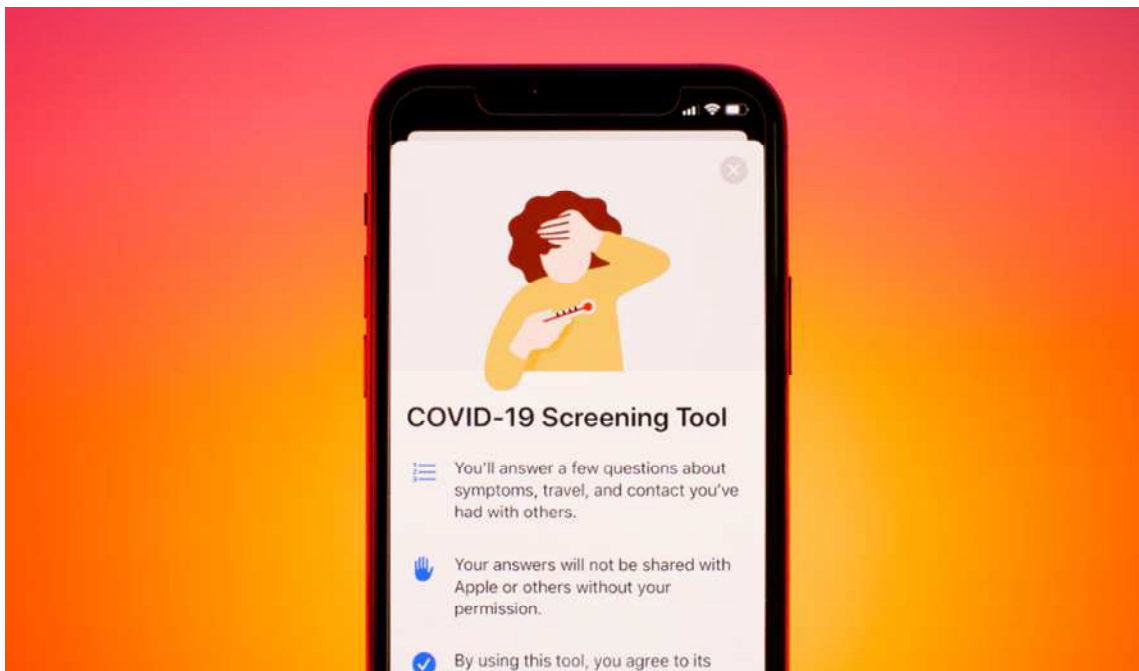 COVID-19 Screening Tool
You'll answer a few questions about
symptoms, travel, and contact you've
had with others.
Your answers will not be shared with
Apple or others without your
permission.
By using this tool, you agree to its